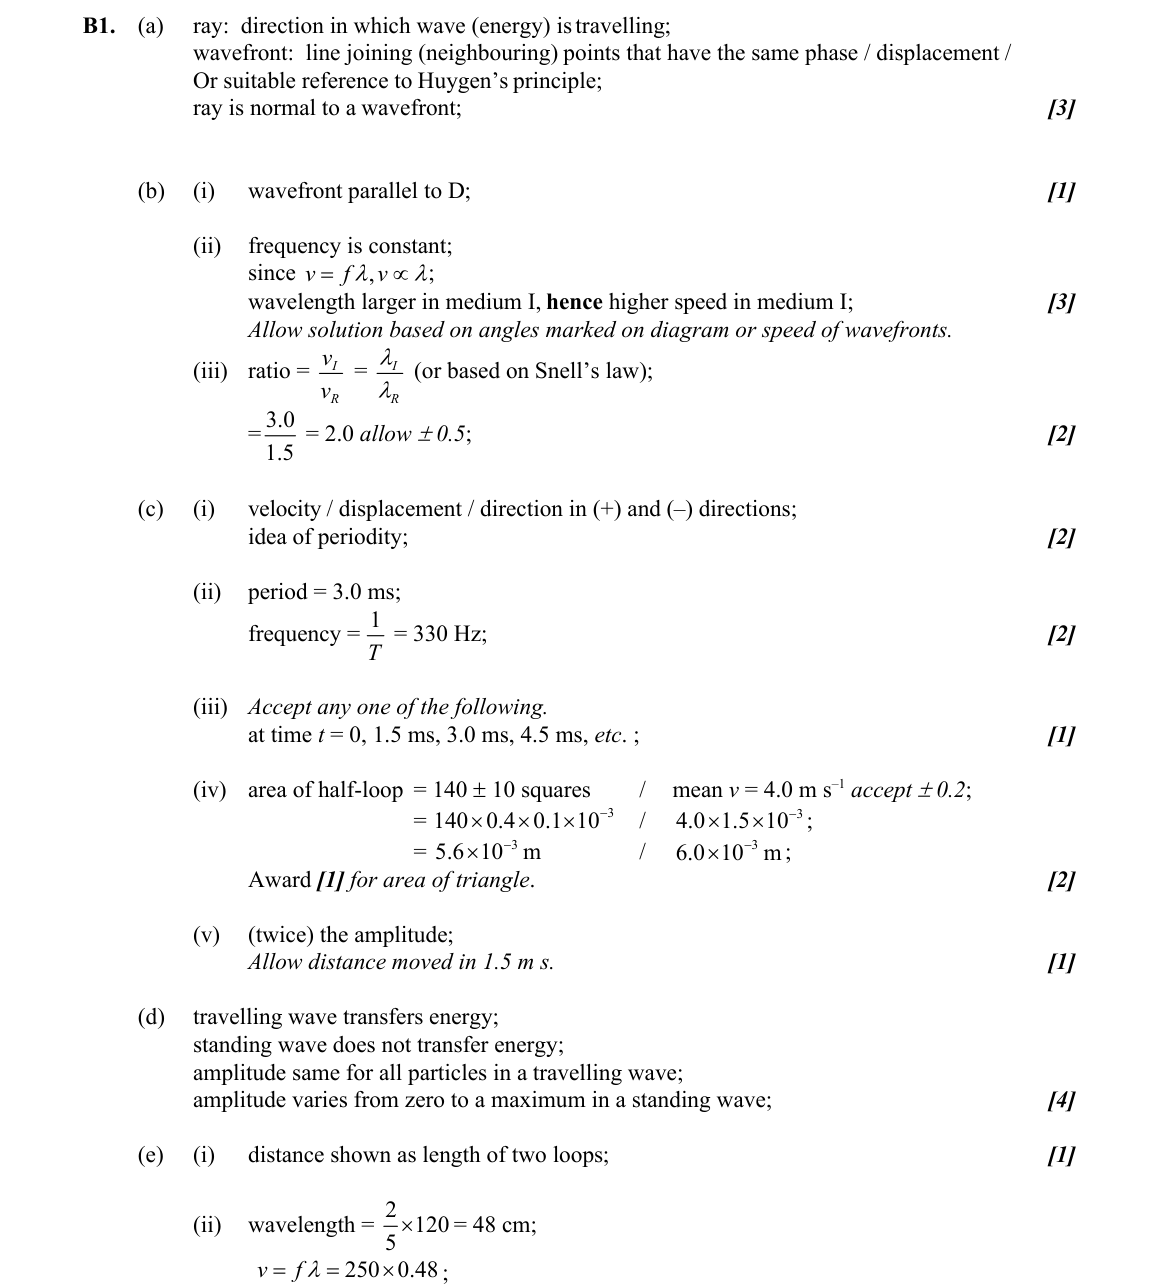 B1. (a) ray: direction in which wave (energy) is travelling;
wavefront: line joining (neighbouring) points that have the same phase / displacement /
Or suitable reference to Huygen's principle;
ray is normal to a wavefront; [3]
(b) (i) wavefront parallel to D; [1]
(ii) frequency is constant;
since v = fλ, v ∝ λ;
wavelength larger in medium I, hence higher speed in medium I; [3]
Allow solution based on angles marked on diagram or speed of wavefronts.
(iii) ratio = v_I / v_R = λ_I / λ_R (or based on Snell's law);
= 3.0 / 1.5 = 2.0 allow ± 0.5; [2]
(c) (i) velocity / displacement / direction in (+) and (–) directions;
idea of periodity; [2]
(ii) period = 3.0 ms;
frequency = 1 / T = 330 Hz; [2]
(iii) Accept any one of the following.
at time t = 0, 1.5 ms, 3.0 ms, 4.5 ms, etc. ; [1]
(iv) area of half-loop = 140 ± 10 squares / mean v = 4.0 m s⁻¹ accept ± 0.2;
= 140×0.4×0.1×10⁻³ / 4.0×1.5×10⁻³;
= 5.6×10⁻³ m / 6.0×10⁻³ m;
Award [1] for area of triangle. [2]
(v) (twice) the amplitude;
Allow distance moved in 1.5 m s. [1]
(d) travelling wave transfers energy;
standing wave does not transfer energy;
amplitude same for all particles in a travelling wave;
amplitude varies from zero to a maximum in a standing wave; [4]
(e) (i) distance shown as length of two loops; [1]
(ii) wavelength = 2 / 5 ×120 = 48 cm;
v = fλ = 250×0.48 ;